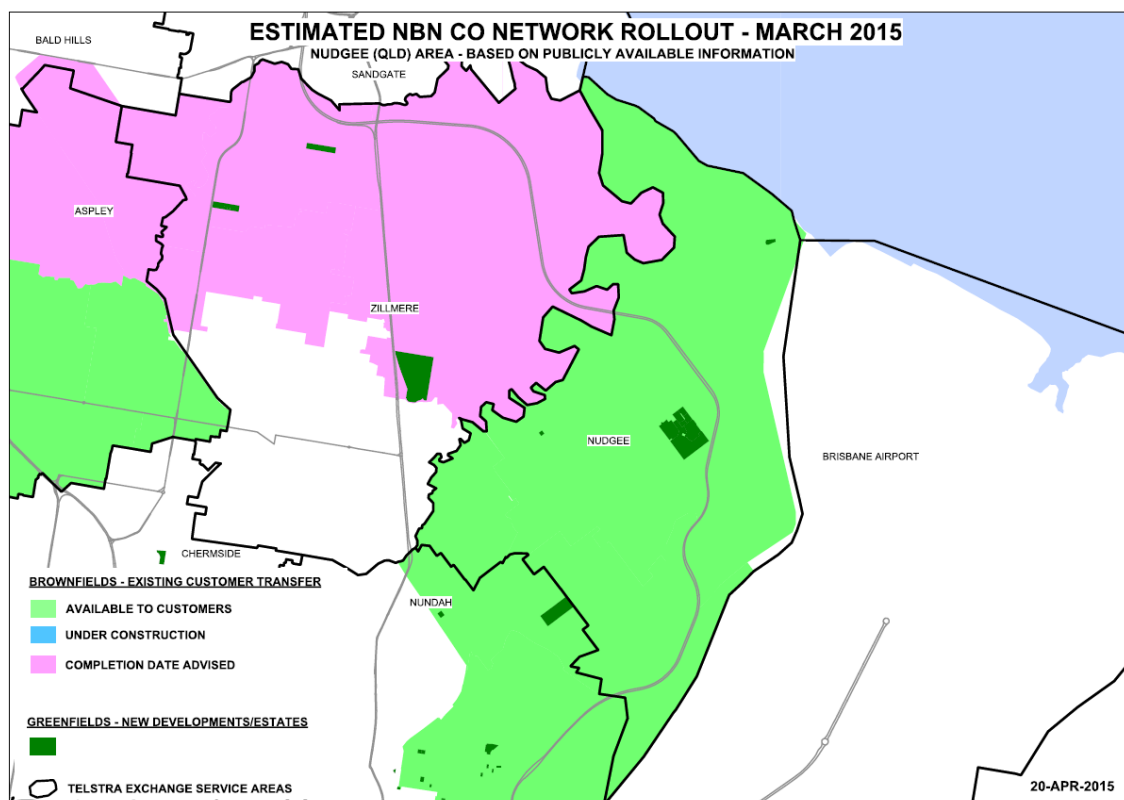 ESTIMATED NBN CO NETWORK ROLLOUT - MARCH 2015
NUDGEE (QLD) AREA - BASED ON PUBLICLY AVAILABLE INFORMATION
BALD HILLS
SANDGATE
ASPLEY
ZILLMERE
NUDGEE
BRISBANE AIRPORT
CHERMSIDE
NUNDAH
BROWNFIELDS - EXISTING CUSTOMER TRANSFER
AVAILABLE TO CUSTOMERS
UNDER CONSTRUCTION
COMPLETION DATE ADVISED
GREENFIELDS - NEW DEVELOPMENTS/ESTATES
TELSTRA EXCHANGE SERVICE AREAS
20-APR-2015